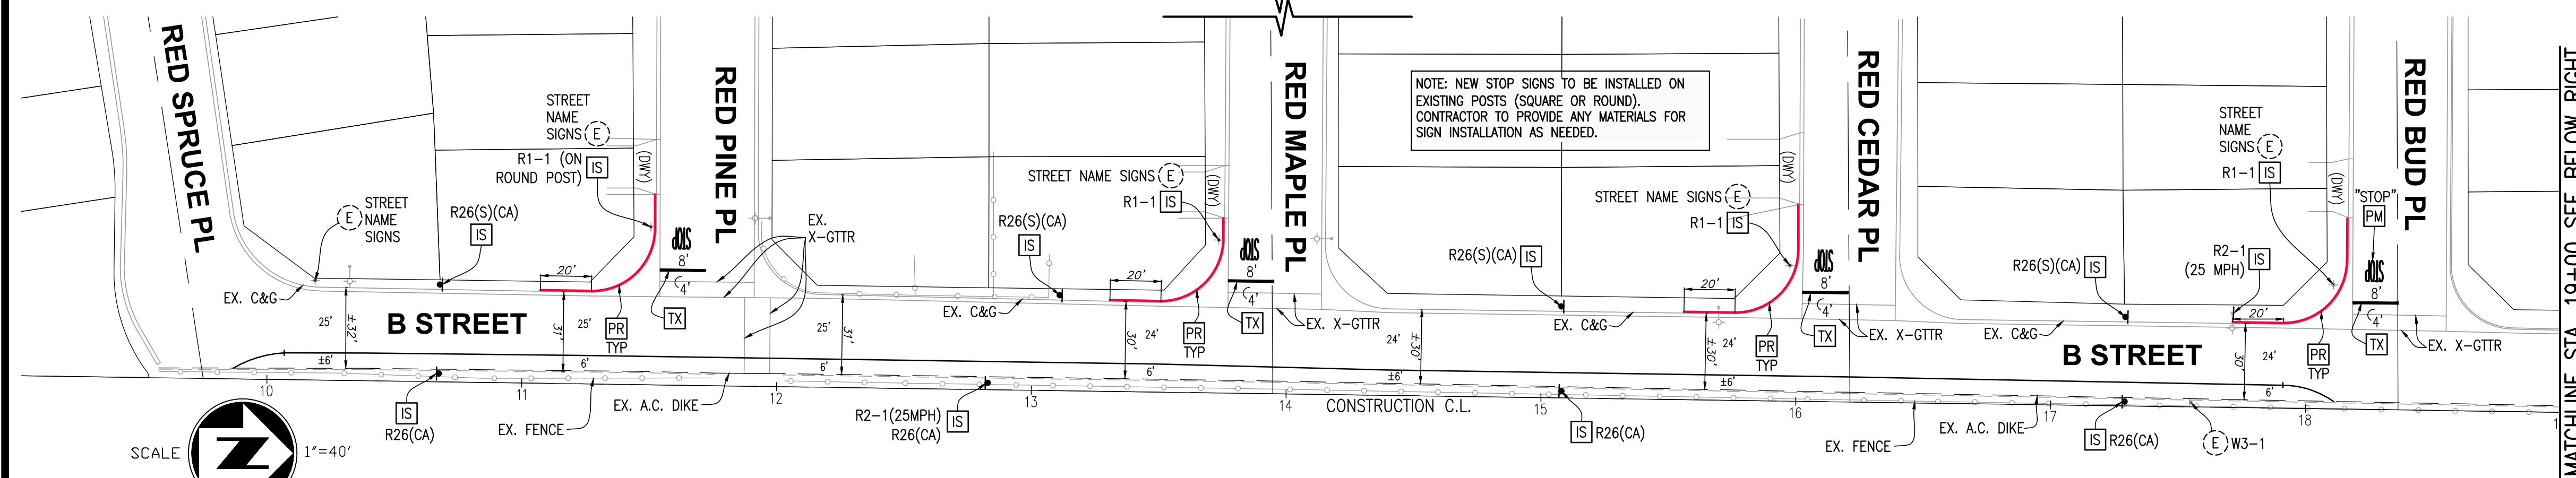 RED SPRUCE PL
STREET
NAME
SIGNS
E
R1-1 (ON
ROUND POST)
IS
(DWY)
RED PINE PL
E
STREET
NAME
SIGNS
R26(S)(CA)
IS
STOP
8'
4'
TX
EX.
X-GTTR
20'
EX. C&G
25'
±32'
B STREET
31'
25'
PR
TYP
±6'
6'
10
11
12
IS
R26(CA)
EX. FENCE
EX. A.C. DIKE
SCALE
1"=40'
N
STREET NAME SIGNS
E
R1-1
IS
(DWY)
RED MAPLE PL
R26(S)(CA)
IS
STOP
8'
4'
TX
EX. X-GTTR
20'
EX. C&G
25'
31'
30'
24'
PR
TYP
6'
R2-1(25MPH)
R26(CA)
IS
13
14
CONSTRUCTION C.L.
NOTE: NEW STOP SIGNS TO BE INSTALLED ON
EXISTING POSTS (SQUARE OR ROUND).
CONTRACTOR TO PROVIDE ANY MATERIALS FOR
SIGN INSTALLATION AS NEEDED.
STREET NAME SIGNS
E
R1-1
IS
(DWY)
RED CEDAR PL
R26(S)(CA)
IS
STOP
8'
4'
TX
EX. X-GTTR
20'
EX. C&G
24'
±30'
±30'
24'
PR
TYP
±6'
±6'
15
16
IS
R26(CA)
EX. FENCE
EX. A.C. DIKE
STREET
NAME
SIGNS
E
R1-1
IS
(DWY)
"STOP"
PM
RED BUD PL
R26(S)(CA)
IS
R2-1
(25 MPH)
IS
STOP
8'
4'
TX
EX. X-GTTR
20'
EX. C&G
B STREET
30'
24'
PR
TYP
6'
17
18
IS
R26(CA)
E
W3-1
1
MATCHLINE STA 19+00 SEE BELOW RIGHT